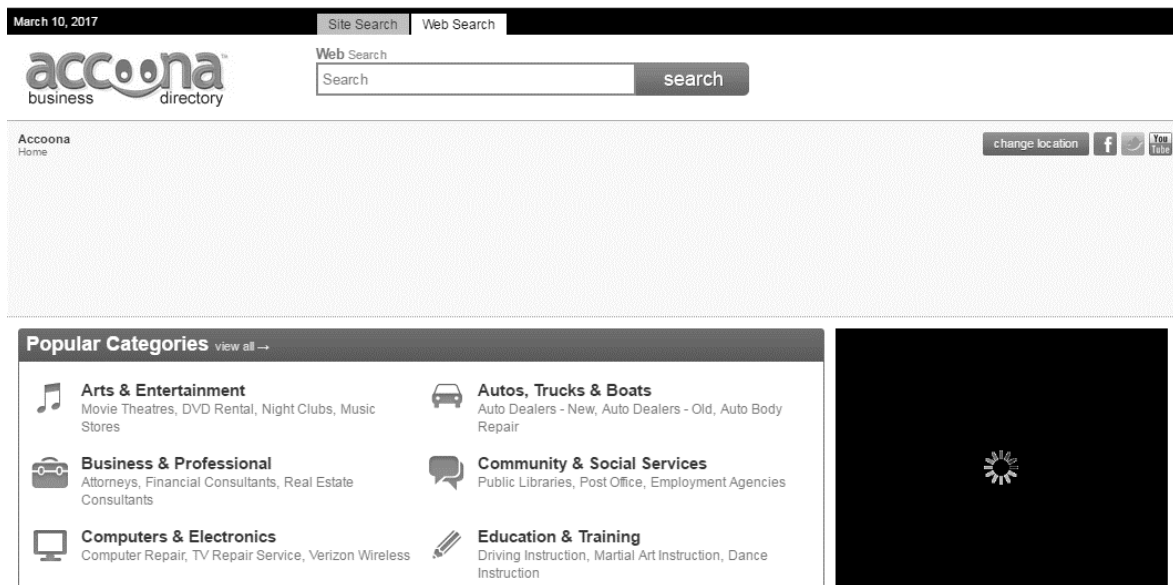 March 10, 2017
Site Search
Web Search
accoona
business directory
Web Search
Search
search
Accoona
Home
change location
f
You
Tube
Popular Categories view all →
Arts & Entertainment
Movie Theatres, DVD Rental, Night Clubs, Music
Stores
Autos, Trucks & Boats
Auto Dealers - New, Auto Dealers - Old, Auto Body
Repair
Business & Professional
Attorneys, Financial Consultants, Real Estate
Consultants
Community & Social Services
Public Libraries, Post Office, Employment Agencies
Computers & Electronics
Computer Repair, TV Repair Service, Verizon Wireless
Education & Training
Driving Instruction, Martial Art Instruction, Dance
Instruction